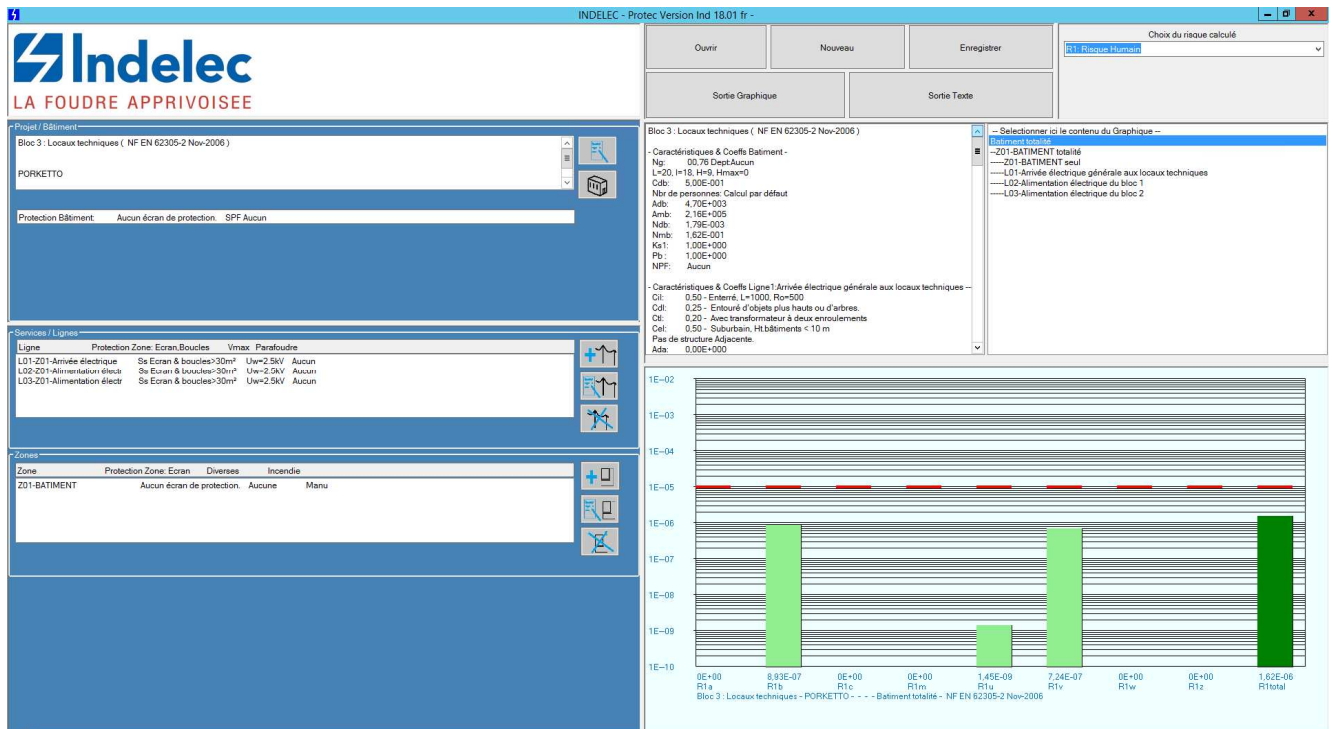 INDELEC - Protec Version Ind 18.01 fr -
Indelec
LA FOUDRE APPRIVOISEE
Ouvrir
Nouveau
Enregistrer
Sortie Graphique
Sortie Texte
Choix du risque calculé
R1: Risque Humain
Projet / Bâtiment
Bloc 3 : Locaux techniques ( NF EN 62305-2 Nov-2006 )
PORKETTO
Protection Bâtiment: Aucun écran de protection. SPF Aucun
Services / Lignes
Ligne Protection Zone: Ecran,Boucles Vmax Parafoudre
L01-Z01-Arrivée électrique Ss Ecran & boucles>30m² Uw=2.5kV Aucun
L02-Z01-Alimentation électr Ss Ecran & boucles>30m² Uw=2.5kV Aucun
L03-Z01-Alimentation électr Ss Ecran & boucles>30m² Uw=2.5kV Aucun
Zones
Zone Protection Zone: Ecran Diverses Incendie
Z01-BATIMENT Aucun écran de protection. Aucune Manu
Bloc 3 : Locaux techniques ( NF EN 62305-2 Nov-2006 )
- Caractéristiques & Coeffs Batiment -
Ng: 00,76 Dept:Aucun
L=20, l=18, H=9, Hmax=0
Cdb: 5,00E-001
Nbr de personnes: Calcul par défaut
Adb: 4,70E+003
Amb: 2,16E+005
Ndb: 1,79E-003
Nmb: 1,62E-001
Ks1: 1,00E+000
Pb : 1,00E+000
NPF: Aucun
- Caractéristiques & Coeffs Ligne1:Arrivée électrique générale aux locaux techniques --
Cil: 0,50 - Enterré, L=1000, Ro=500
Cdl: 0,25 - Entouré d'objets plus hauts ou d'arbres.
Ctl: 0,20 - Avec transformateur à deux enroulements
Cel: 0,50 - Suburbain, Ht.bâtiments < 10 m
Pas de structure Adjacente.
Ada: 0,00E+000
-- Selectionner ici le contenu du Graphique --
Batiment totalité
--Z01-BATIMENT totalité
-----Z01-BATIMENT seul
-----L01-Arrivée électrique générale aux locaux techniques
-----L02-Alimentation électrique du bloc 1
-----L03-Alimentation électrique du bloc 2
1E-02
1E-03
1E-04
1E-05
1E-06
1E-07
1E-08
1E-09
1E-10
0E+00 8,93E-07 0E+00 0E+00 1,45E-09 7,24E-07 0E+00 0E+00 1,62E-06
R1a R1b R1c R1m R1u R1v R1w R1z R1total
Bloc 3 : Locaux techniques - PORKETTO - - - - Batiment totalité - NF EN 62305-2 Nov-2006